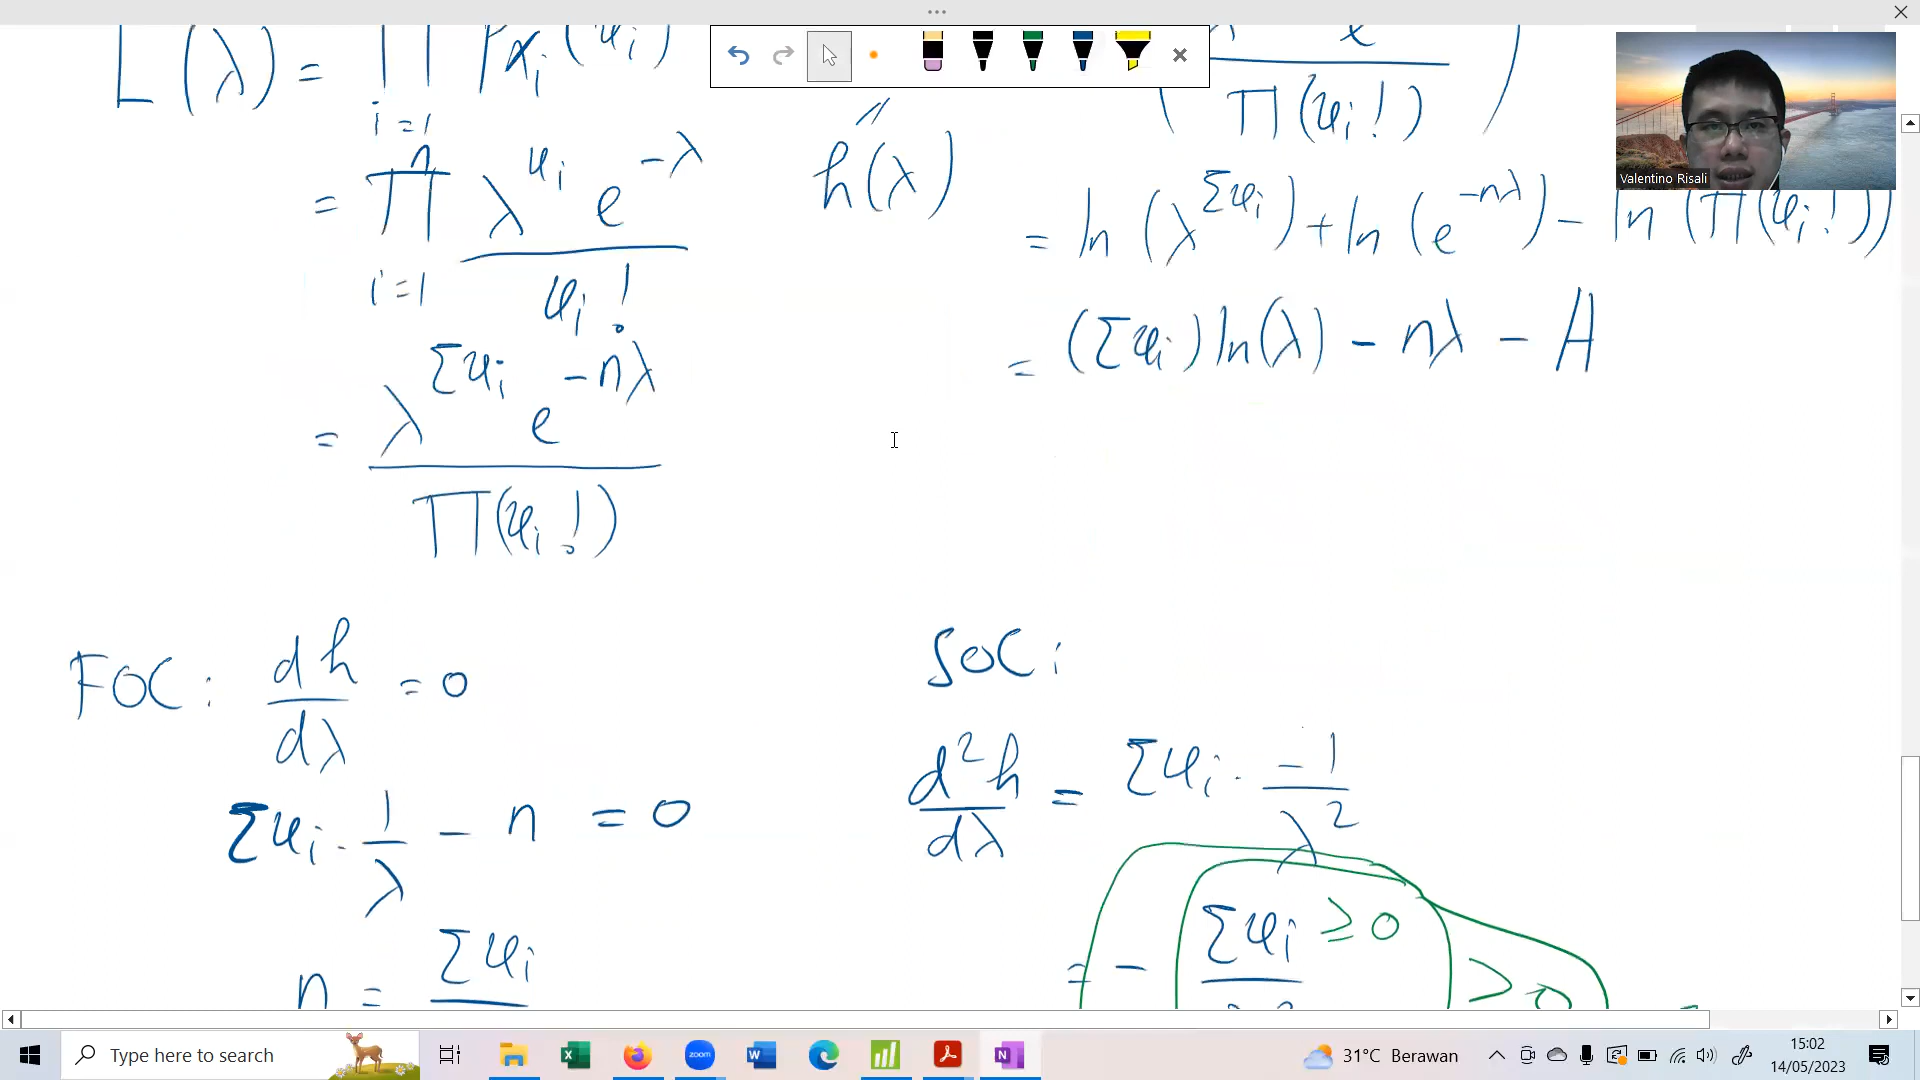 L(λ) = ∏ p_{X_i}(x_i)
i=1
= ∏_{i=1}^{n} λ^{x_i} e^{-λ} / x_i!
= λ^{Σx_i} e^{-nλ} / ∏(x_i!)
h(λ)
∏(x_i!)
= ln(λ^{Σx_i}) + ln(e^{-nλ}) - ln(∏(x_i!))
= (Σx_i) ln(λ) - nλ - A
Valentino Risali
FOC: dh/dλ = 0
Σx_i · 1/λ - n = 0
n = Σx_i
SOC:
d²h/dλ = Σx_i · -1/λ²
= - Σx_i ≥ 0
> 0
Type here to search
zoom
31°C Berawan
15:02
14/05/2023